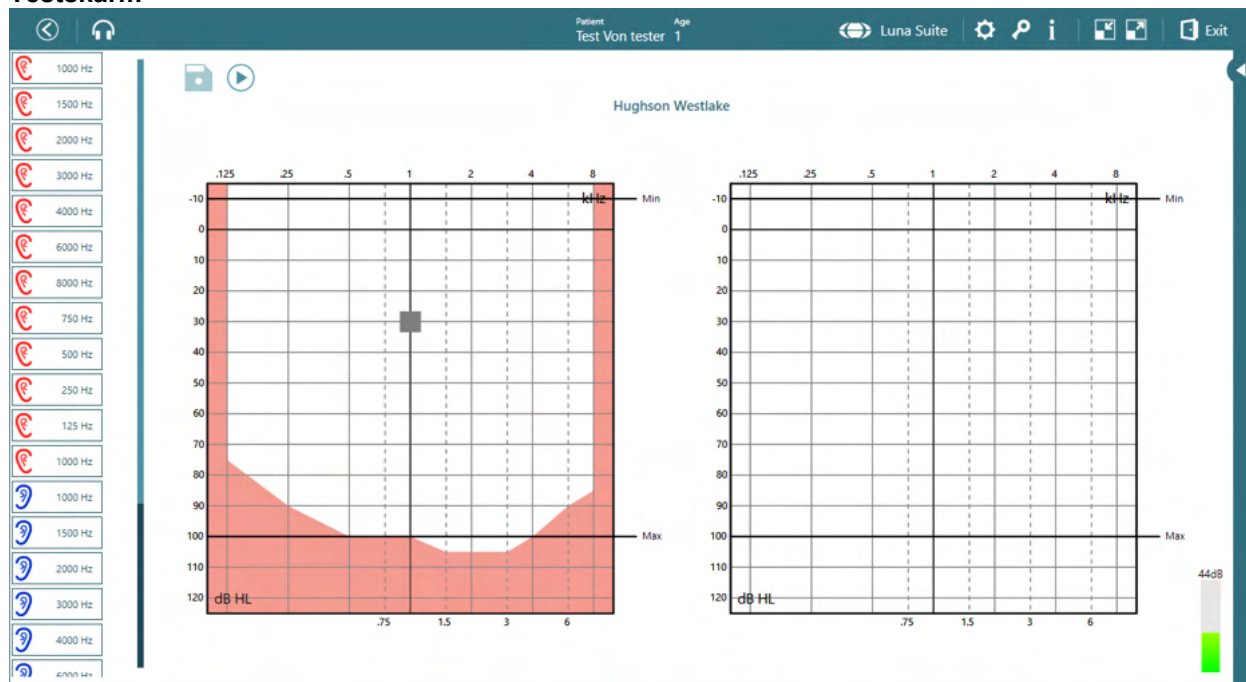 Patient Age
Test Von tester 1
Luna Suite
Exit
1000 Hz
1500 Hz
2000 Hz
3000 Hz
4000 Hz
6000 Hz
8000 Hz
750 Hz
500 Hz
250 Hz
125 Hz
1000 Hz
1000 Hz
1500 Hz
2000 Hz
3000 Hz
4000 Hz
6000 Hz
Hughson Westlake
.125 .25 .5 1 2 4 8
kHz
-10 Min
0
10
20
30
40
50
60
70
80
90
100 Max
110
120 dB HL
.75 1.5 3 6
.125 .25 .5 1 2 4 8
kHz
-10 Min
0
10
20
30
40
50
60
70
80
90
100 Max
110
120 dB HL
.75 1.5 3 6
44dB